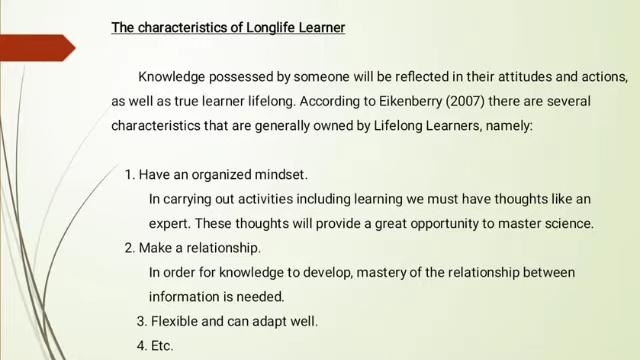 The characteristics of Longlife Learner
Knowledge possessed by someone will be reflected in their attitudes and actions,
as well as true learner lifelong. According to Eikenberry (2007) there are several
characteristics that are generally owned by Lifelong Learners, namely:
1. Have an organized mindset.
In carrying out activities including learning we must have thoughts like an
expert. These thoughts will provide a great opportunity to master science.
2. Make a relationship.
In order for knowledge to develop, mastery of the relationship between
information is needed.
3. Flexible and can adapt well.
4. Etc.